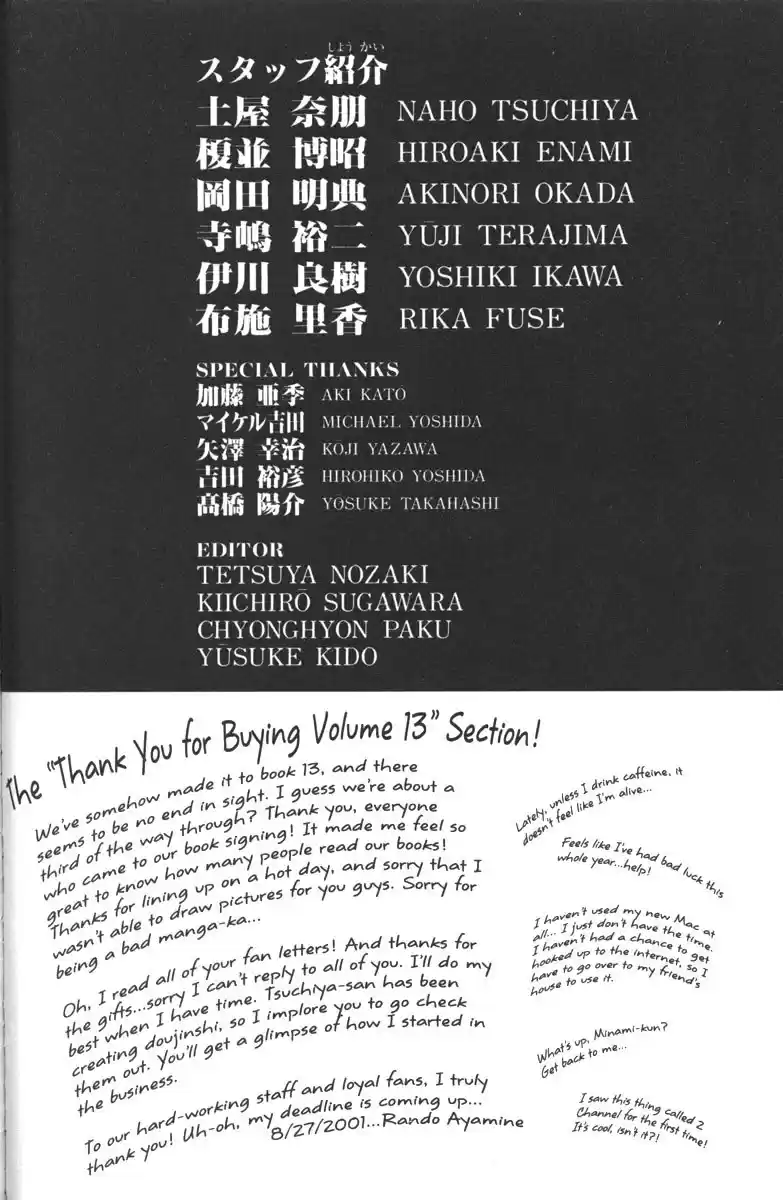 しょうかい
スタッフ紹介
土屋 奈朋 NAHO TSUCHIYA
榎並 博昭 HIROAKI ENAMI
岡田 明典 AKINORI OKADA
寺嶋 裕二 YŪJI TERAJIMA
伊川 良樹 YOSHIKI IKAWA
布施 里香 RIKA FUSE
SPECIAL THANKS
加藤 亜季 AKI KATO
マイケル吉田 MICHAEL YOSHIDA
矢澤 幸治 KŌJI YAZAWA
吉田 裕彦 HIROHIKO YOSHIDA
髙橋 陽介 YŌSUKE TAKAHASHI
EDITOR
TETSUYA NOZAKI
KIICHIRŌ SUGAWARA
CHYONGHYON PAKU
YŪSUKE KIDO
The "Thank You for Buying Volume 13" Section!
We've somehow made it to book 13, and there
seems to be no end in sight. I guess we're about a
third of the way through? Thank you, everyone
who came to our book signing! It made me feel so
great to know how many people read our books!
Thanks for lining up on a hot day, and sorry that I
wasn't able to draw pictures for you guys. Sorry for
being a bad manga-ka...
Oh, I read all of your fan letters! And thanks for
the gifts...sorry I can't reply to all of you. I'll do my
best when I have time. Tsuchiya-san has been
creating doujinshi, so I implore you to go check
them out. You'll get a glimpse of how I started in
the business.
To our hard-working staff and loyal fans, I truly
thank you! Uh-oh, my deadline is coming up...
8/27/2001...Rando Ayamine
Lately, unless I drink caffeine, it
doesn't feel like I'm alive...
Feels like I've had bad luck this
whole year...help!
I haven't used my new Mac at
all... I just don't have the time.
I haven't had a chance to get
hooked up to the internet, so I
have to go over to my friend's
house to use it.
What's up, Minami-kun?
Get back to me...
I saw this thing called 2
Channel for the first time!
It's cool, isn't it?!